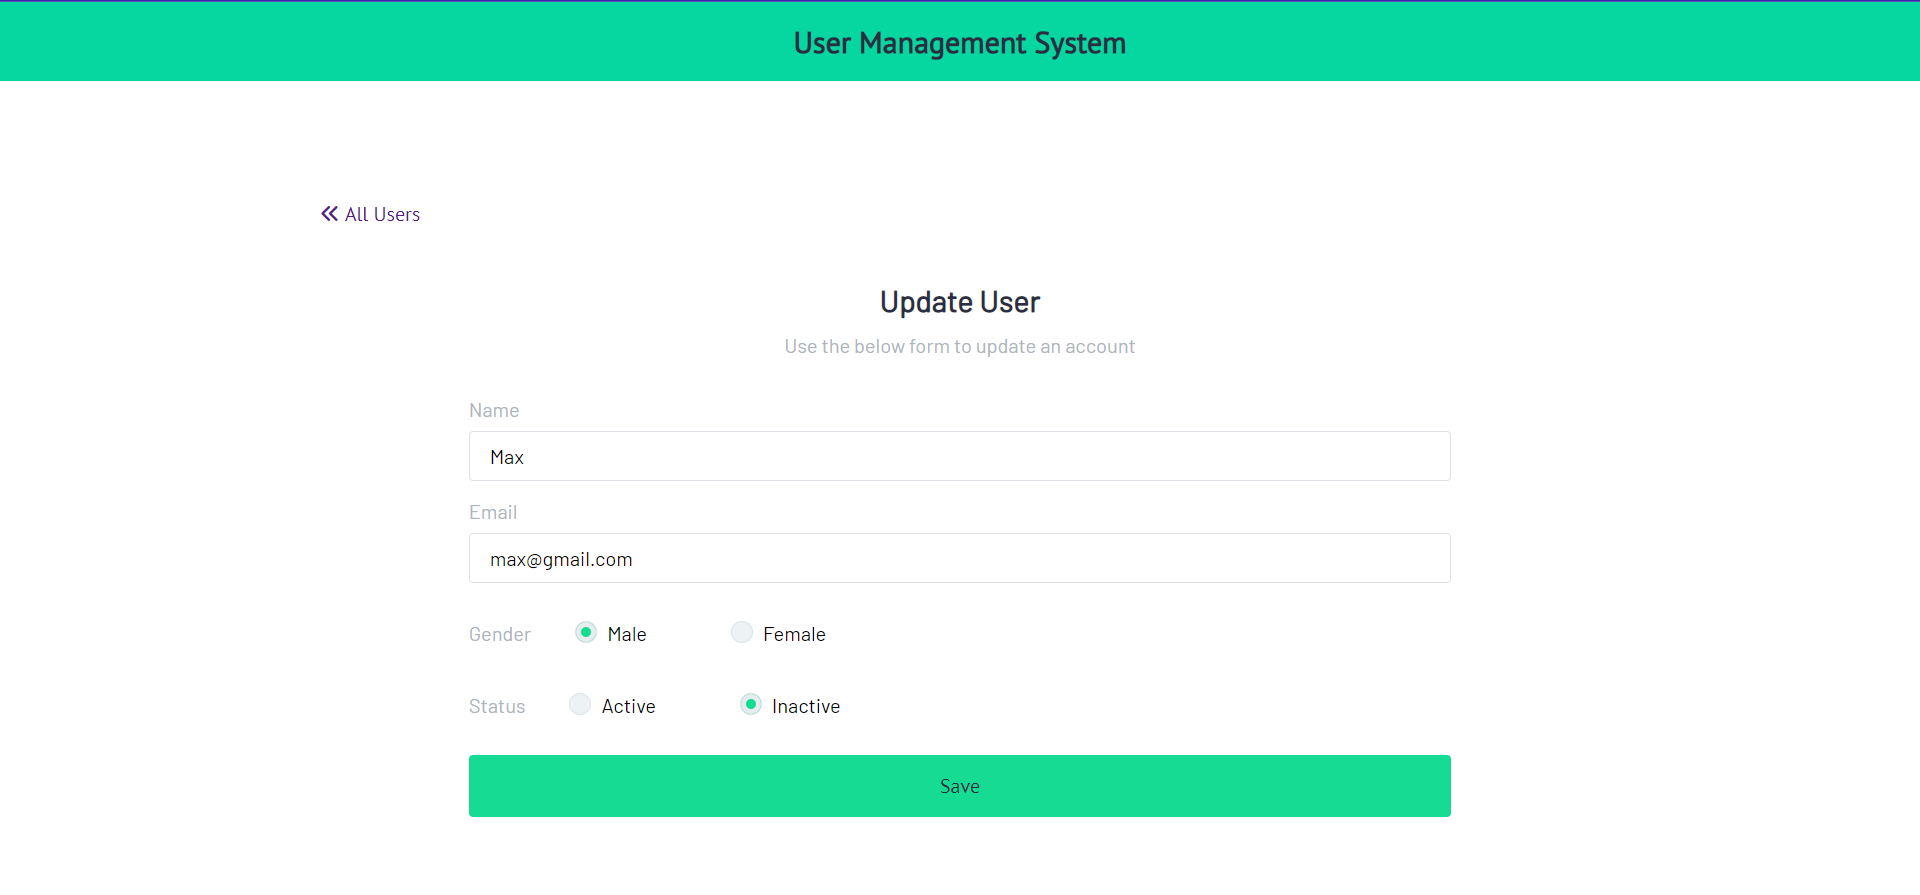 User Management System
All Users
Update User
Use the below form to update an account
Name
Max
Email
max@gmail.com
Gender Male Female
Status Active Inactive
Save